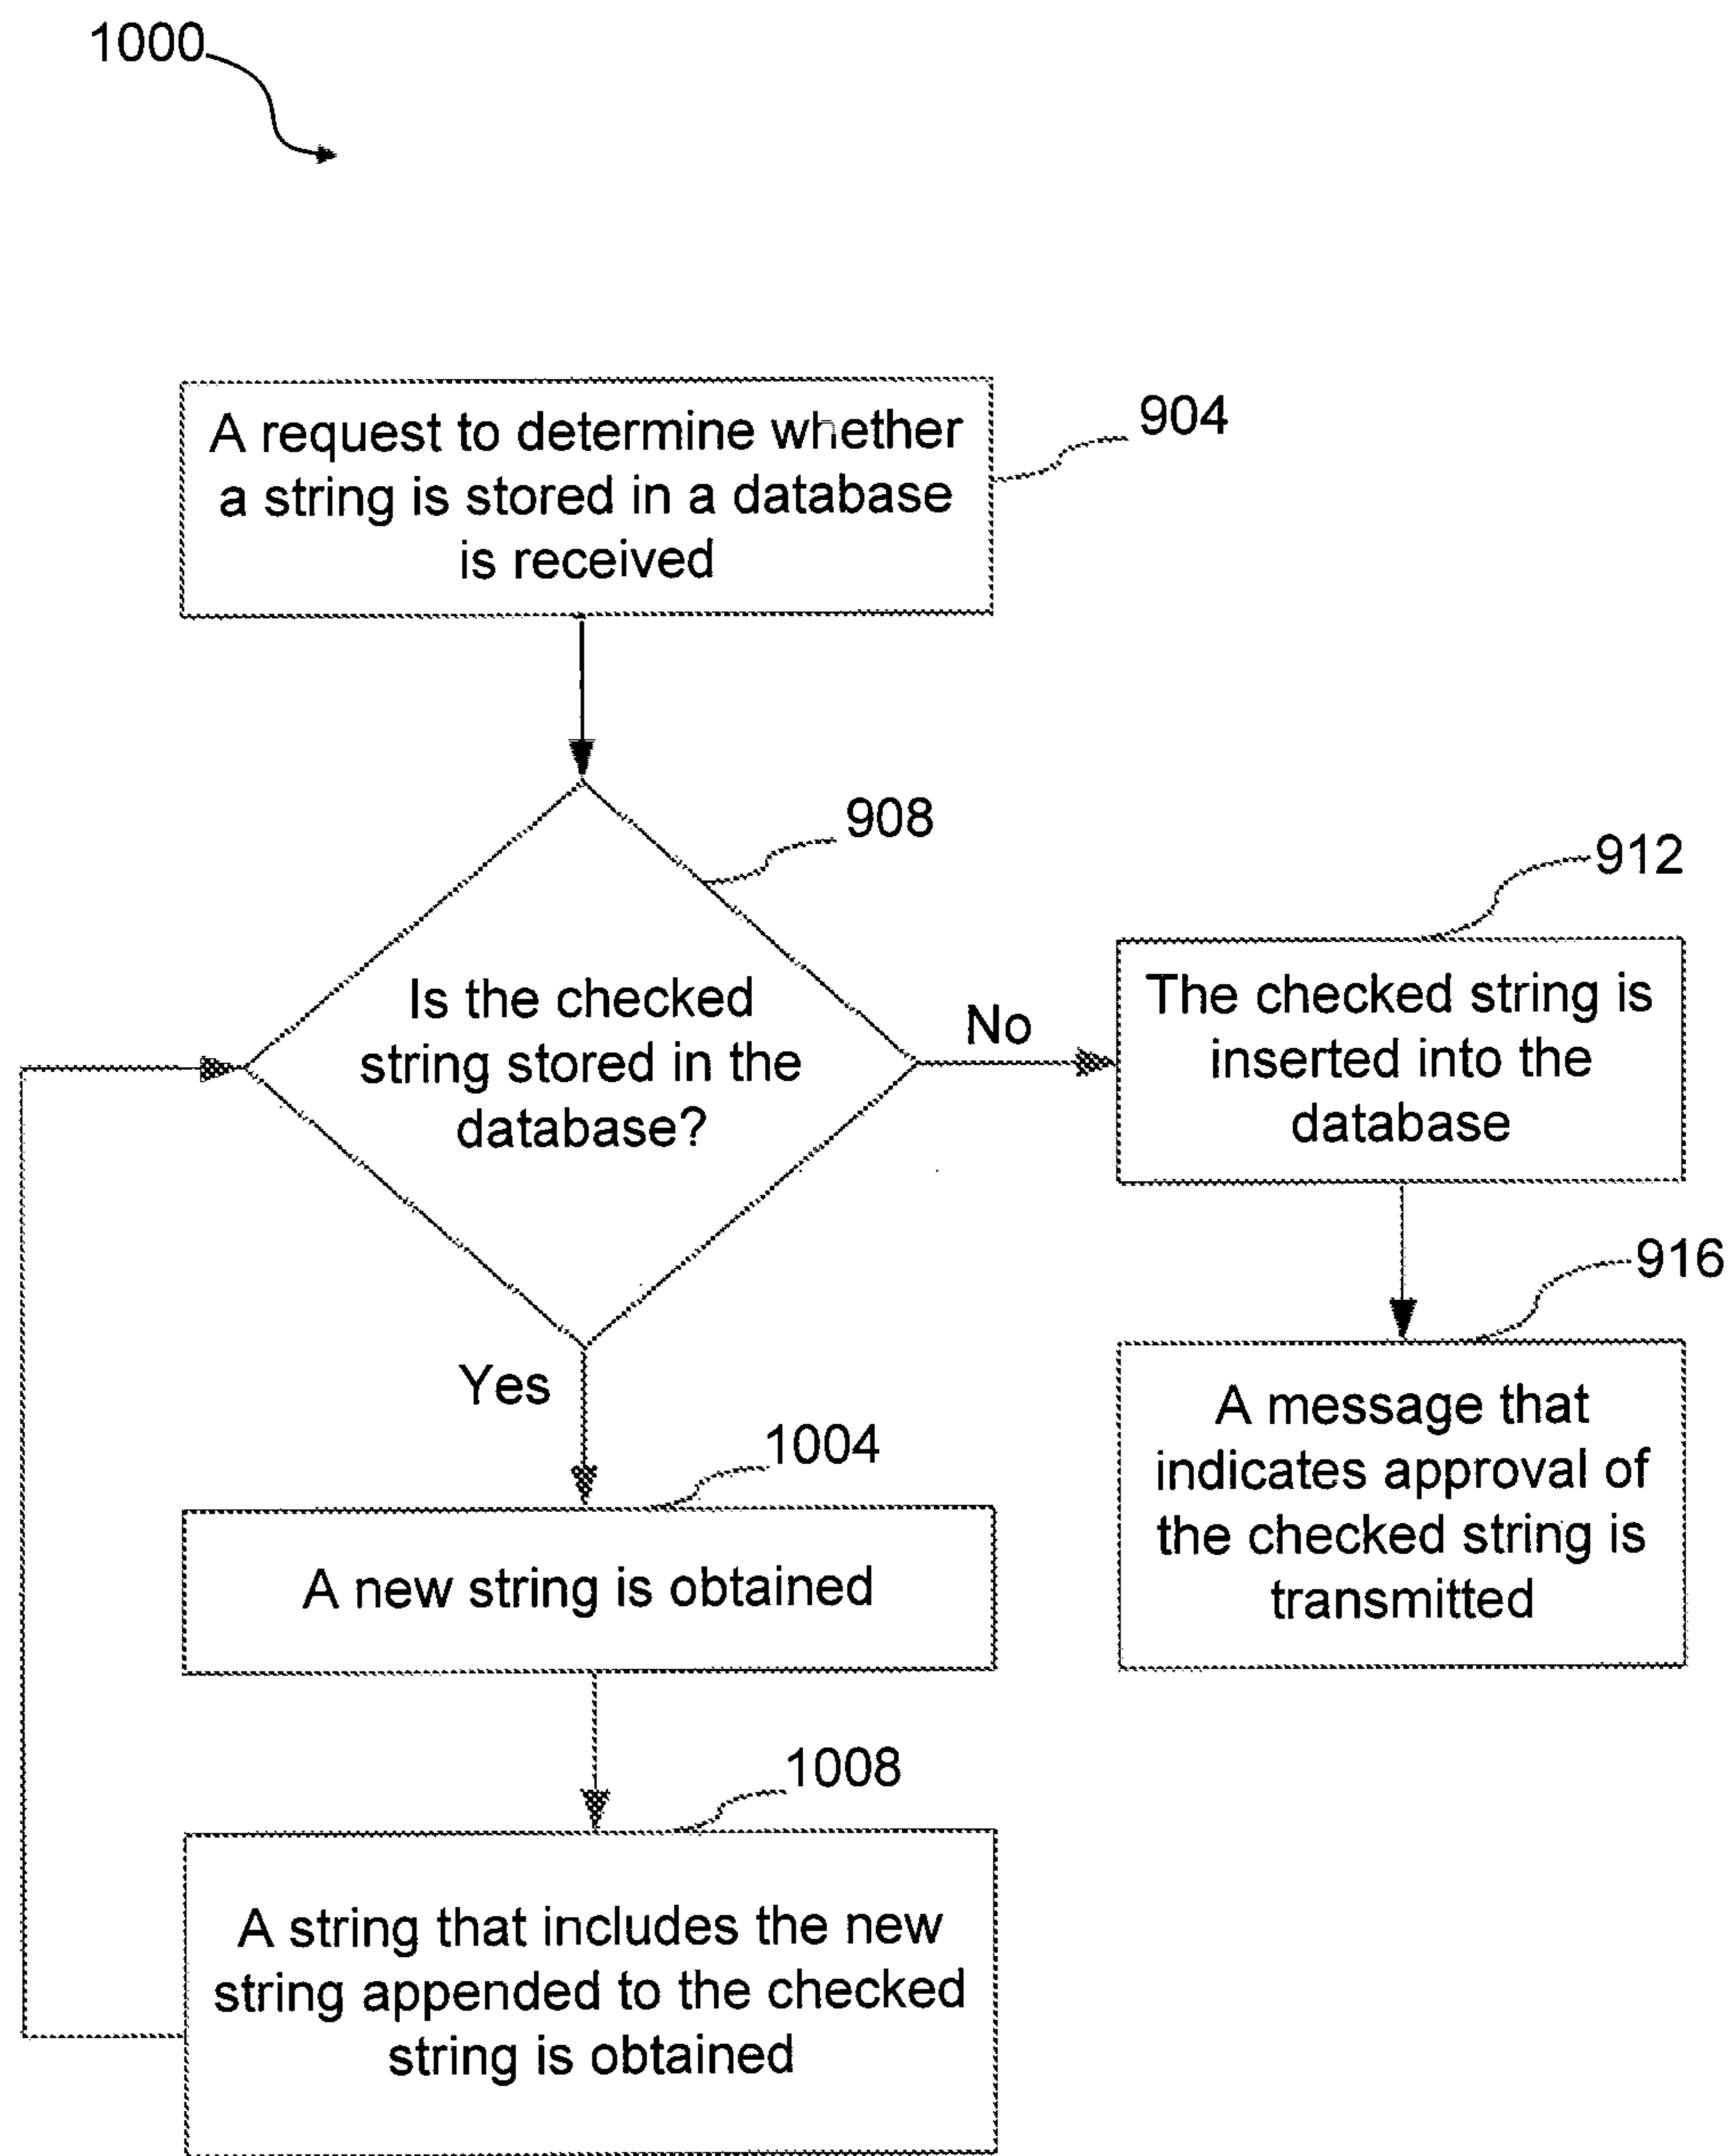 1000
A request to determine whether
a string is stored in a database
is received
904
908
Is the checked
string stored in the
database?
No
912
The checked string is
inserted into the
database
916
A message that
indicates approval of
the checked string is
transmitted
Yes
1004
A new string is obtained
1008
A string that includes the new
string appended to the checked
string is obtained